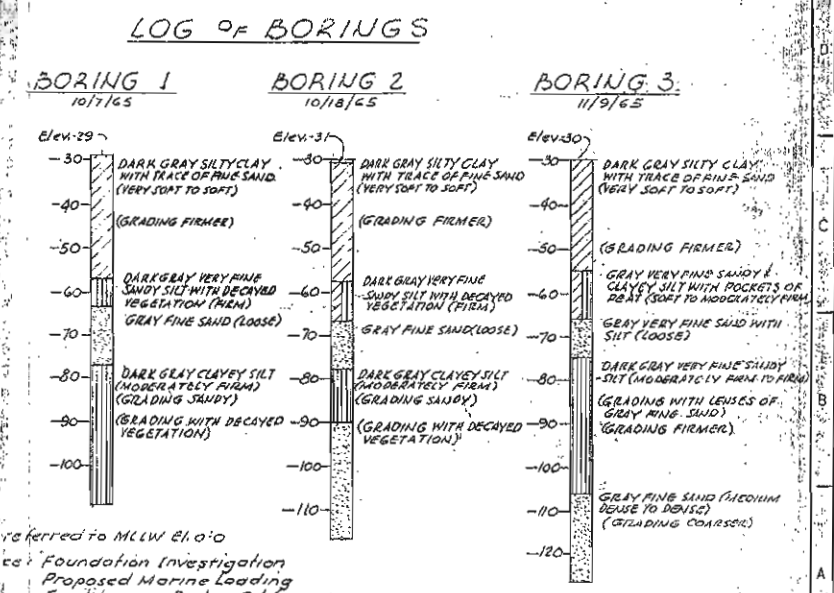 LOG OF BORINGS
BORING 1
10/7/65
Elev.-29
-30
-40
-50
-60
-70
-80
-90
-100
DARK GRAY SILTY CLAY
WITH TRACE OF FINE SAND.
(VERY SOFT TO SOFT)
(GRADING FIRMER)
DARK GRAY VERY FINE
SANDY SILT WITH DECAYED
VEGETATION (FIRM)
GRAY FINE SAND (LOOSE)
DARK GRAY CLAYEY SILT
(MODERATELY FIRM)
(GRADING SANDY)
(GRADING WITH DECAYED
VEGETATION)
BORING 2
10/18/65
Elev.-31
-30
-40
-50
-60
-70
-80
-90
-100
-110
DARK GRAY SILTY CLAY
WITH TRACE OF FINE SAND
(VERY SOFT TO SOFT)
(GRADING FIRMER)
DARK GRAY VERY FINE
SANDY SILT WITH DECAYED
VEGETATION (FIRM)
GRAY FINE SAND (LOOSE)
DARK GRAY CLAYEY SILT
(MODERATELY FIRM)
(GRADING SANDY)
(GRADING WITH DECAYED
VEGETATION)
BORING 3.
11/9/65
Elev.-30
-30
-40
-50
-60
-70
-80
-90
-100
-110
-120
DARK GRAY SILTY CLAY
WITH TRACE OF FINE SAND
(VERY SOFT TO SOFT)
(GRADING FIRMER)
GRAY VERY FINE SANDY &
CLAYEY SILT WITH POCKETS OF
PEAT (SOFT TO MODERATELY FIRM
GRAY VERY FINE SAND WITH
SILT (LOOSE)
DARK GRAY VERY FINE SANDY
SILT (MODERATELY FIRM TO FIRM)
(GRADING WITH LENSES OF
GRAY FINE SAND)
(GRADING FIRMER)
GRAY FINE SAND (MEDIUM
DENSE TO DENSE)
(GRADING COARSER)
referred to MLLW El. 0.0
Foundation Investigation
Proposed Marine Loading
D
C
B
A